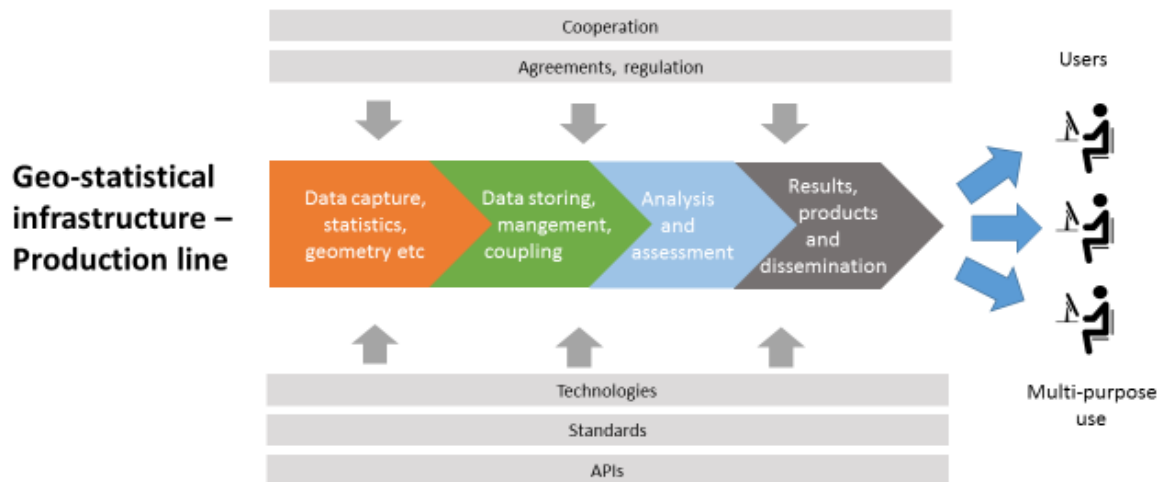 Cooperation
Agreements, regulation
Users
Geo-statistical
infrastructure –
Production line
Data capture,
statistics,
geometry etc
Data storing,
mangement,
coupling
Analysis
and
assessment
Results,
products
and
dissemination
Technologies
Standards
APIs
Multi-purpose
use